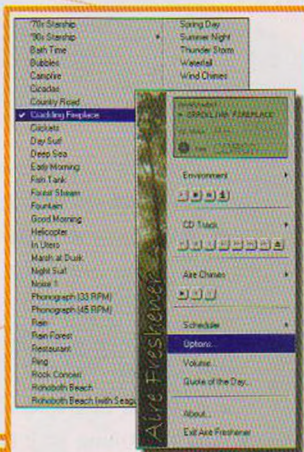 '70s Starship
'90s Starship
Bath Time
Bubbles
Campfire
Cicadas
Country Road
Crackling Fireplace
Crickets
Day Surf
Deep Sea
Early Morning
Fish Tank
Forest Stream
Fountain
Good Morning
Helicopter
In Utero
Marsh at Dusk
Night Surf
Noise 1
Phonograph (33 RPM)
Phonograph (45 RPM)
Rain
Rain Forest
Restaurant
Ring
Rock Concert
Rehoboth Beach
Rehoboth Beach (with Seagu
Spring Day
Summer Night
Thunder Storm
Waterfall
Wind Chimes
Aire Freshener
CRACKLING FIREPLACE
Environment
CD Track
Aire Chimes
Scheduler
Options...
Volume...
Quote of the Day...
About...
Exit Aire Freshener